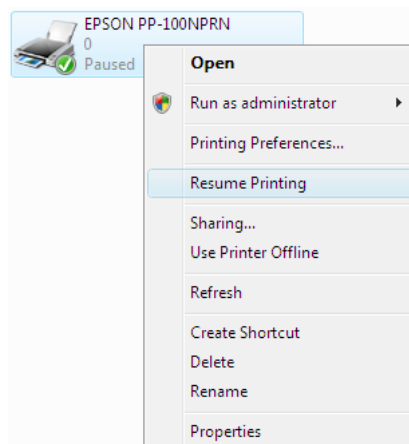 EPSON PP-100NPRN
0
Paused
Open
Run as administrator
Printing Preferences...
Resume Printing
Sharing...
Use Printer Offline
Refresh
Create Shortcut
Delete
Rename
Properties